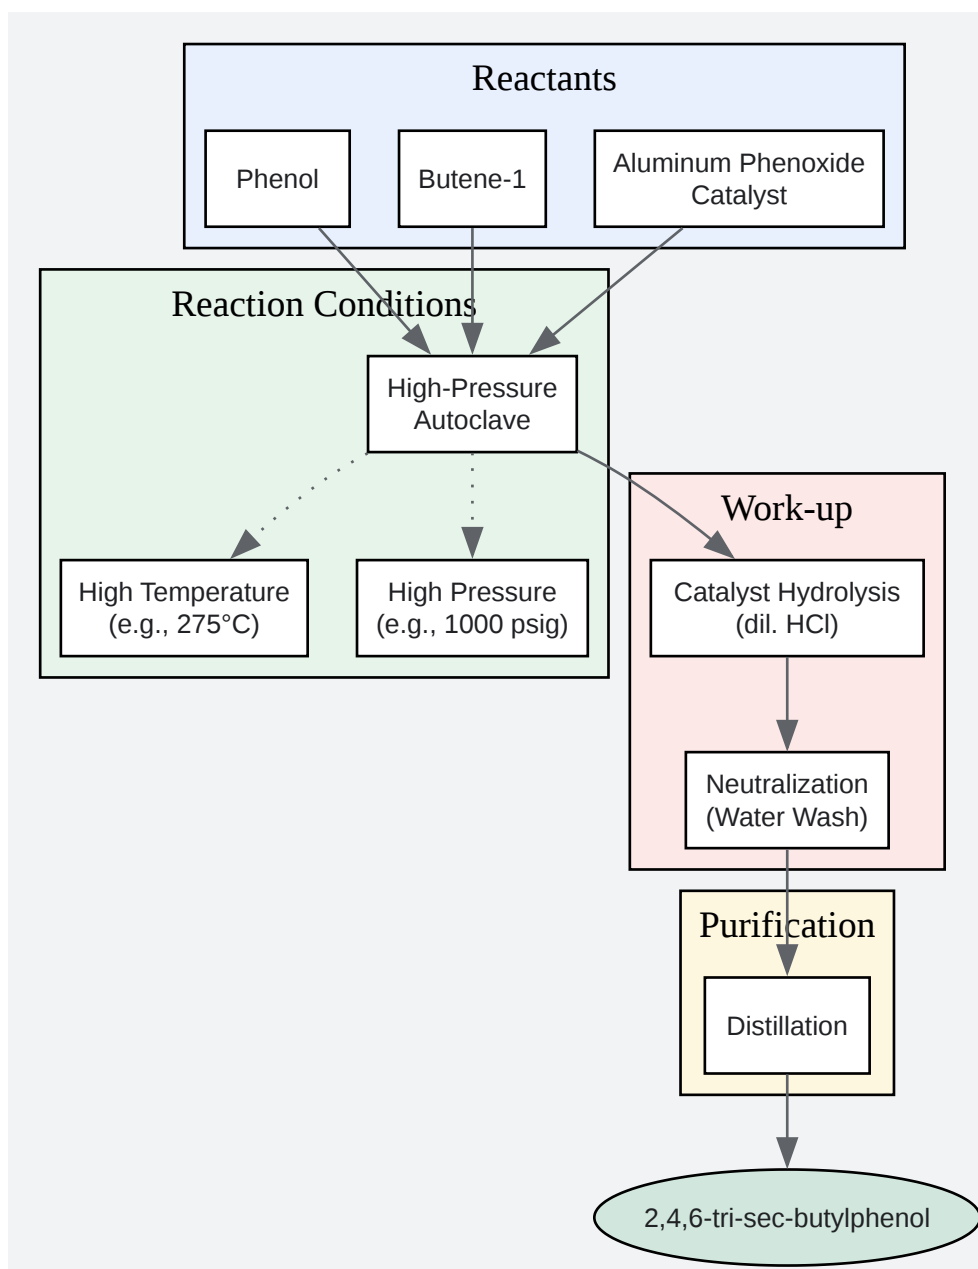 Reactants
Phenol
Butene-1
Aluminum Phenoxide
Catalyst
Reaction Conditions
High-Pressure
Autoclave
High Temperature
(e.g., 275°C)
High Pressure
(e.g., 1000 psig)
Work-up
Catalyst Hydrolysis
(dil. HCl)
Neutralization
(Water Wash)
Purification
Distillation
2,4,6-tri-sec-butylphenol